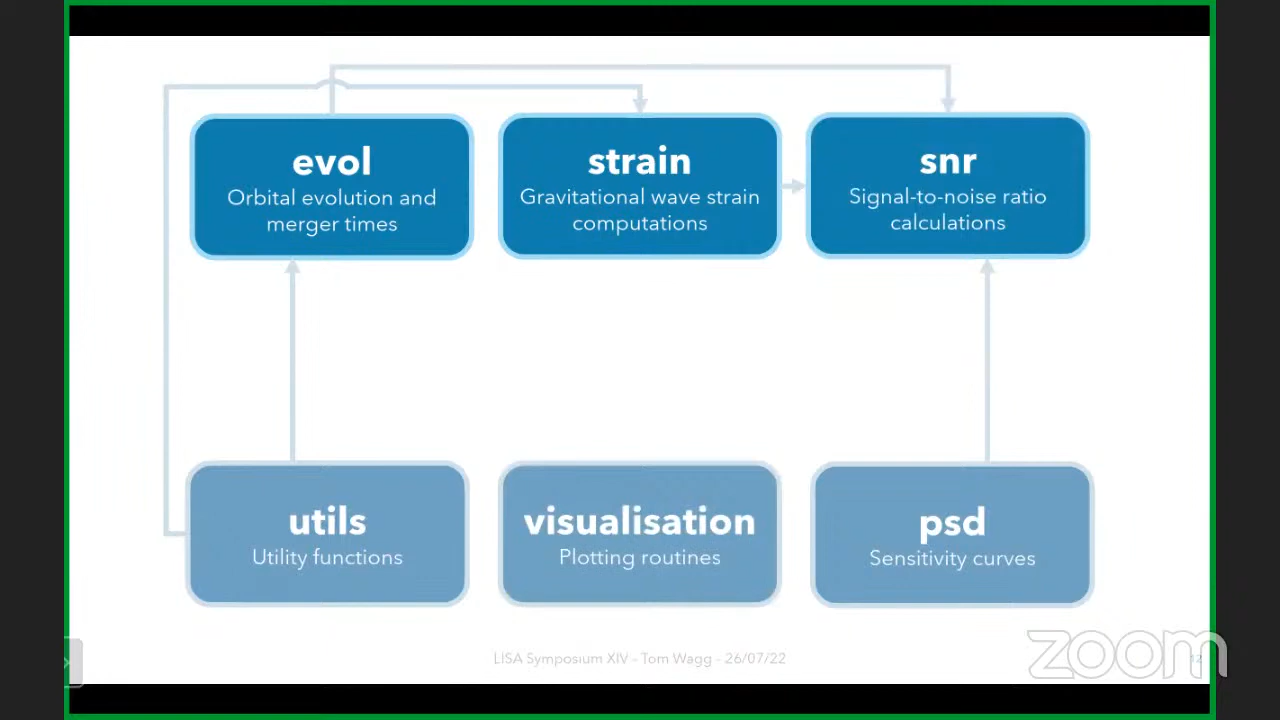 evol
Orbital evolution and
merger times
strain
Gravitational wave strain
computations
snr
Signal-to-noise ratio
calculations
utils
Utility functions
visualisation
Plotting routines
psd
Sensitivity curves
LISA Symposium XIV - Tom Wagg - 26/07/22
12
zoom